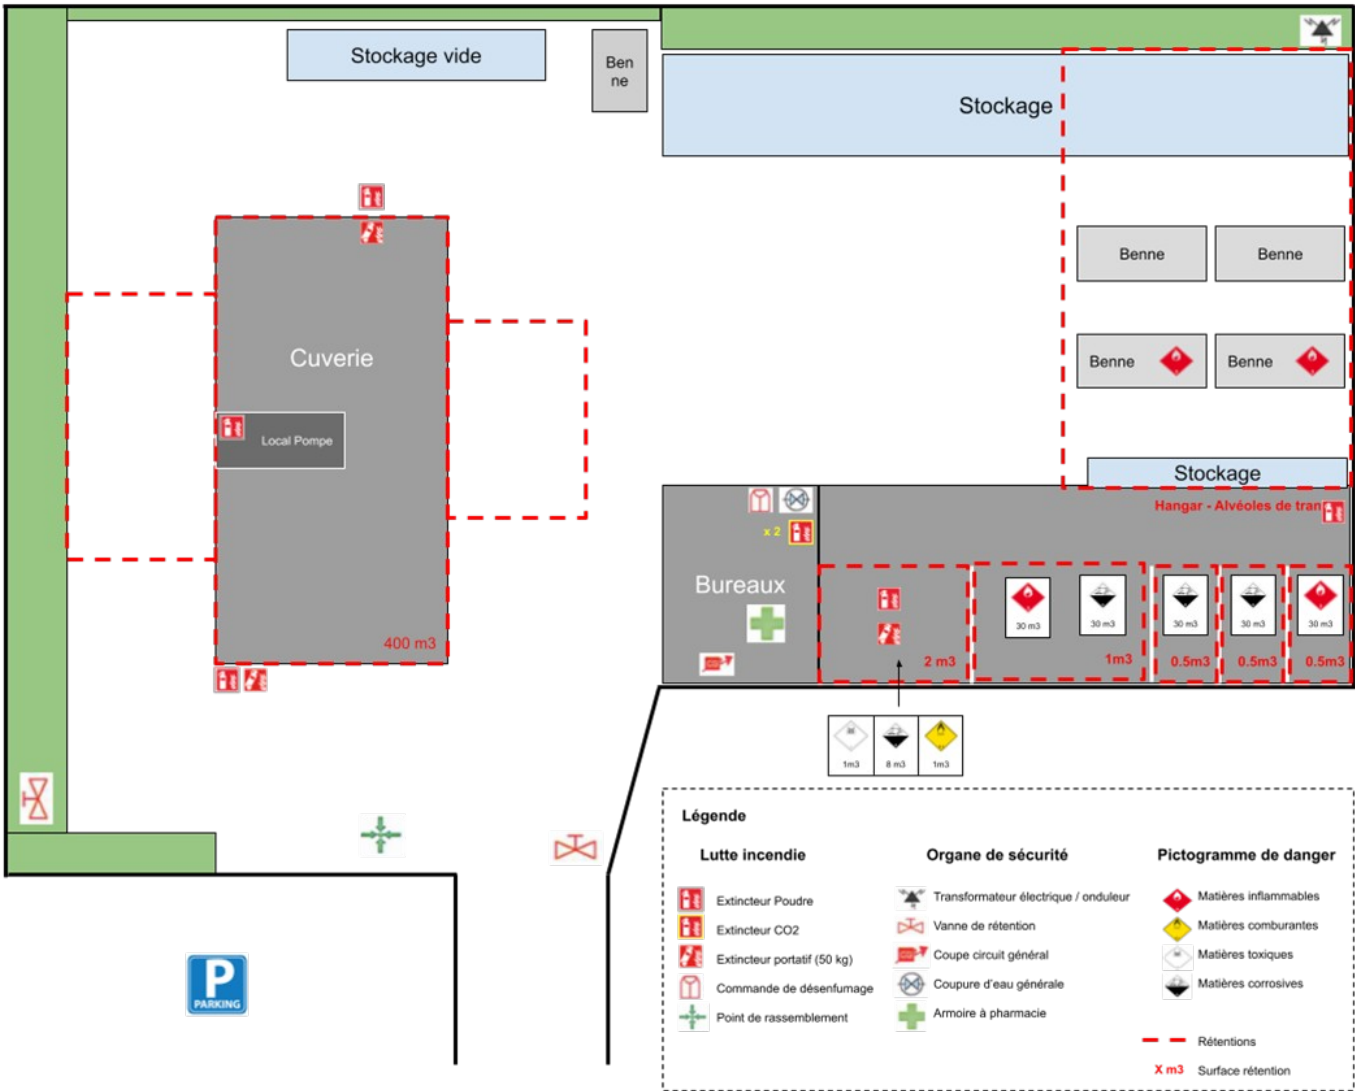 Stockage vide
Ben
ne
Stockage
Benne
Benne
Cuverie
Benne
Benne
Local Pompe
Stockage
Hangar - Alvéoles de tran
x 2
Bureaux
30 m3
30 m3
30 m3
30 m3
30 m3
400 m3
2 m3
1m3
0.5m3
0.5m3
0.5m3
1m3
8 m3
1m3
Légende
Lutte incendie
Organe de sécurité
Pictogramme de danger
Extincteur Poudre
Transformateur électrique / onduleur
Matières inflammables
Extincteur CO2
Vanne de rétention
Matières comburantes
Extincteur portatif (50 kg)
Coupe circuit général
Matières toxiques
Commande de désenfumage
Coupure d'eau générale
Matières corrosives
Point de rassemblement
Armoire à pharmacie
Rétentions
X m3 Surface rétention
P
PARKING